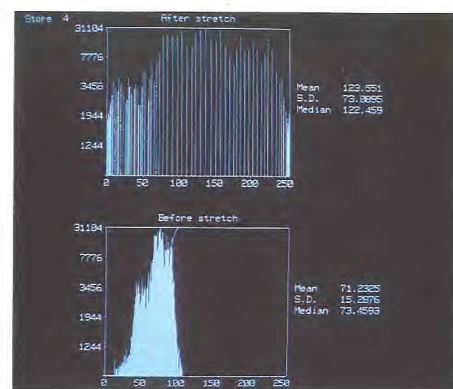 Store 4
After stretch
31104
7776
3456
1944
1244
0 50 100 150 200 250
Mean 123.551
S.D. 73.0895
Median 122.459
Before stretch
31104
7776
3456
1944
1244
0 50 100 150 200 250
Mean 71.2325
S.D. 15.2876
Median 73.4593